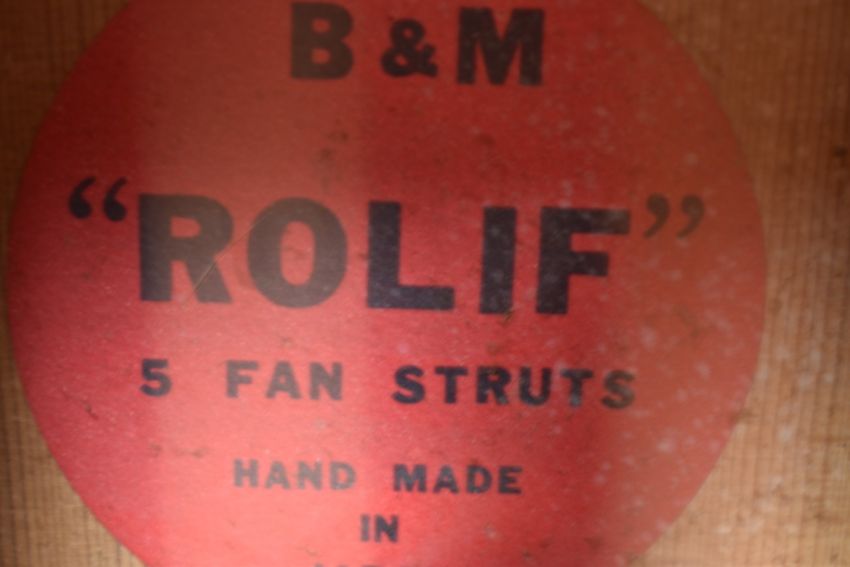 B & M
“ROLIF”
5 FAN STRUTS
HAND MADE
IN